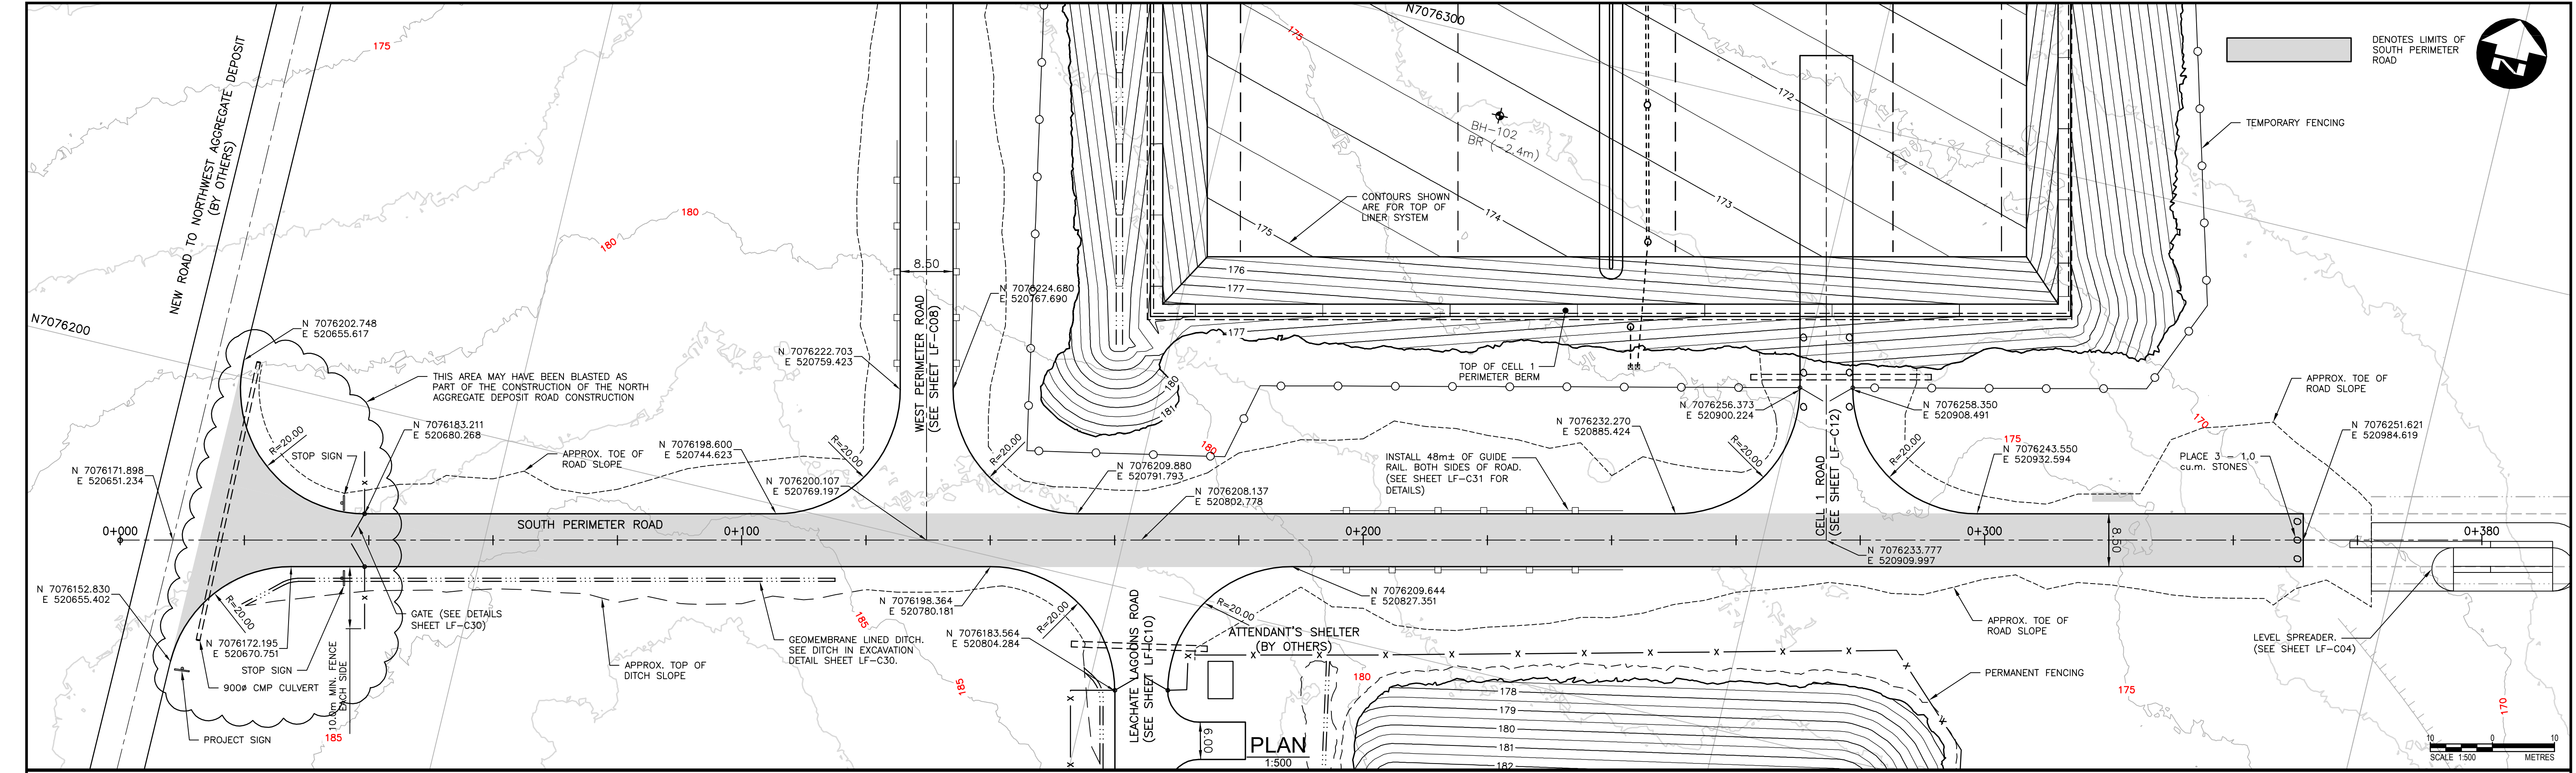 N7076300
175
175
DENOTES LIMITS OF
SOUTH PERIMETER
ROAD
N
NEW ROAD TO NORTHWEST AGGREGATE DEPOSIT
(BY OTHERS)
172
BH-102
BR (-2.4m)
TEMPORARY FENCING
CONTOURS SHOWN
ARE FOR TOP OF
LINER SYSTEM
173
174
175
180
180
8.50
176
177
N 7076224.680
E 520767.690
WEST PERIMETER ROAD
(SEE SHEET LF-C08)
N7076200
N 7076202.748
E 520655.617
177
N 7076222.703
E 520759.423
TOP OF CELL 1
PERIMETER BERM
THIS AREA MAY HAVE BEEN BLASTED AS
PART OF THE CONSTRUCTION OF THE NORTH
AGGREGATE DEPOSIT ROAD CONSTRUCTION
180
181
APPROX. TOE OF
ROAD SLOPE
N 7076256.373
E 520900.224
N 7076258.350
E 520908.491
170
N 7076183.211
E 520680.268
N 7076232.270
E 520885.424
N 7076251.621
E 520984.619
R=20.00
R=20.00
R=20.00
R=20.00
R=20.00
180
175
N 7076198.600
E 520744.623
STOP SIGN
APPROX. TOE OF
ROAD SLOPE
N 7076209.880
E 520791.793
INSTALL 48m± OF GUIDE
RAIL. BOTH SIDES OF ROAD.
(SEE SHEET LF-C31 FOR
DETAILS)
N 7076243.550
E 520932.594
PLACE 3 - 1.0
cu.m. STONES
N 7076171.898
E 520651.234
N 7076200.107
E 520769.197
N 7076208.137
E 520802.778
CELL 1 ROAD
(SEE SHEET LF-C12)
0+000
SOUTH PERIMETER ROAD
0+100
0+200
0+300
0+380
8.50
N 7076233.777
E 520909.997
N 7076152.830
E 520655.402
R=20.00
GATE (SEE DETAILS
SHEET LF-C30)
N 7076198.364
E 520780.181
185
R=20.00
R=20.00
N 7076209.644
E 520827.351
N 7076172.195
E 520670.751
STOP SIGN
900ø CMP CULVERT
10.0m MIN. FENCE
EACH SIDE
GEOMEMBRANE LINED DITCH.
SEE DITCH IN EXCAVATION
DETAIL SHEET LF-C30.
N 7076183.564
E 520804.284
LEACHATE LAGOONS ROAD
(SEE SHEET LF-C10)
ATTENDANT'S SHELTER
(BY OTHERS)
APPROX. TOE OF
ROAD SLOPE
LEVEL SPREADER.
(SEE SHEET LF-C04)
APPROX. TOP OF
DITCH SLOPE
PERMANENT FENCING
180
185
175
170
178
179
180
181
182
PROJECT SIGN
185
6.00
PLAN
1:500
10 0 10
SCALE 1:500 METRES